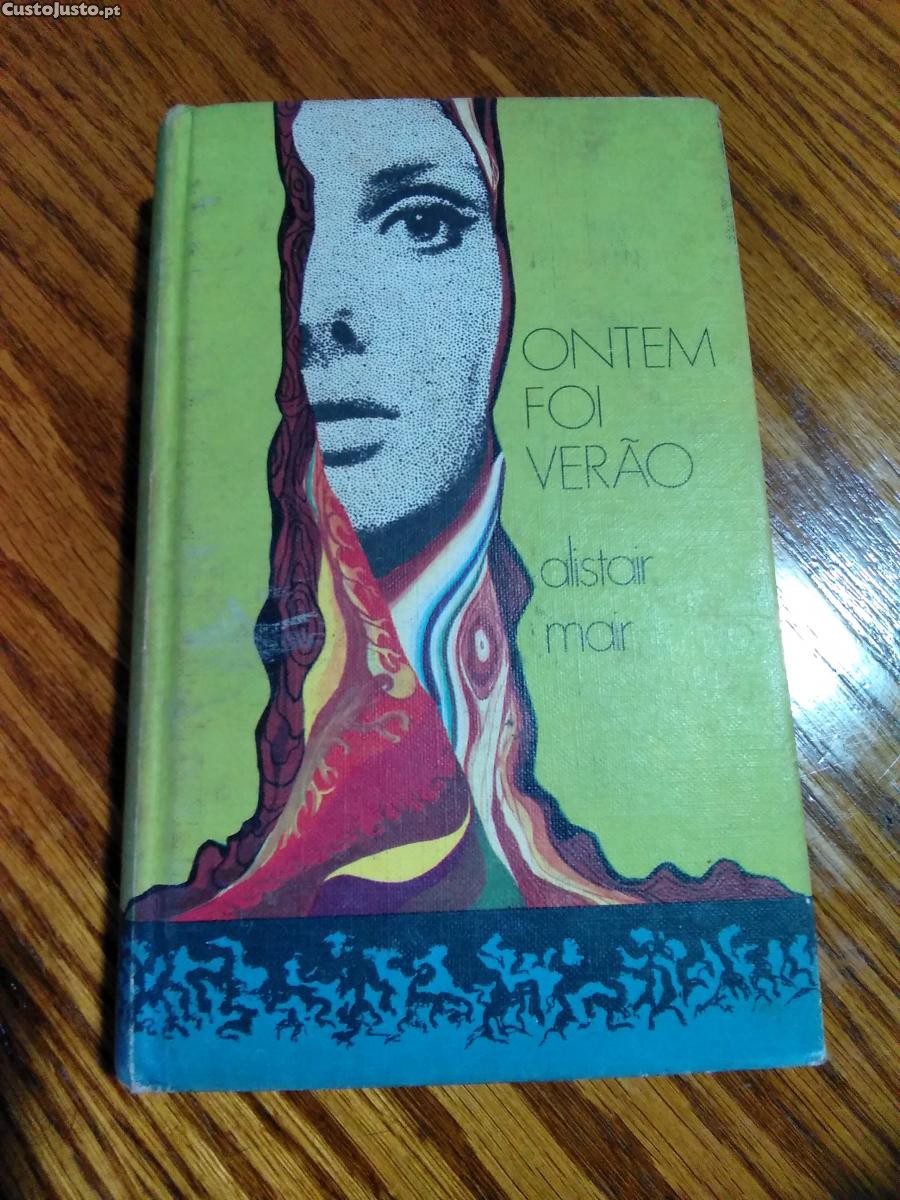 CustoJusto.pt
ONTEM
FOI
VERÃO
alistair
mair